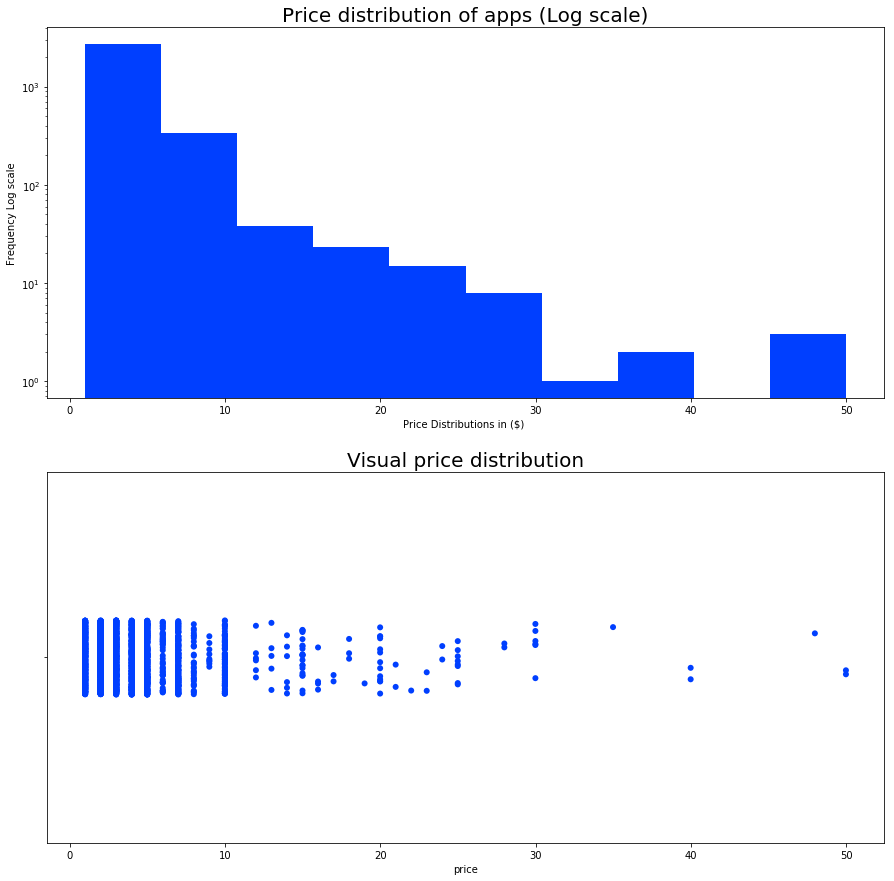 Price distribution of apps (Log scale)
10³
10²
10¹
10⁰
Frequency Log scale
0 10 20 30 40 50
Price Distributions in ($)
Visual price distribution
0 10 20 30 40 50
price